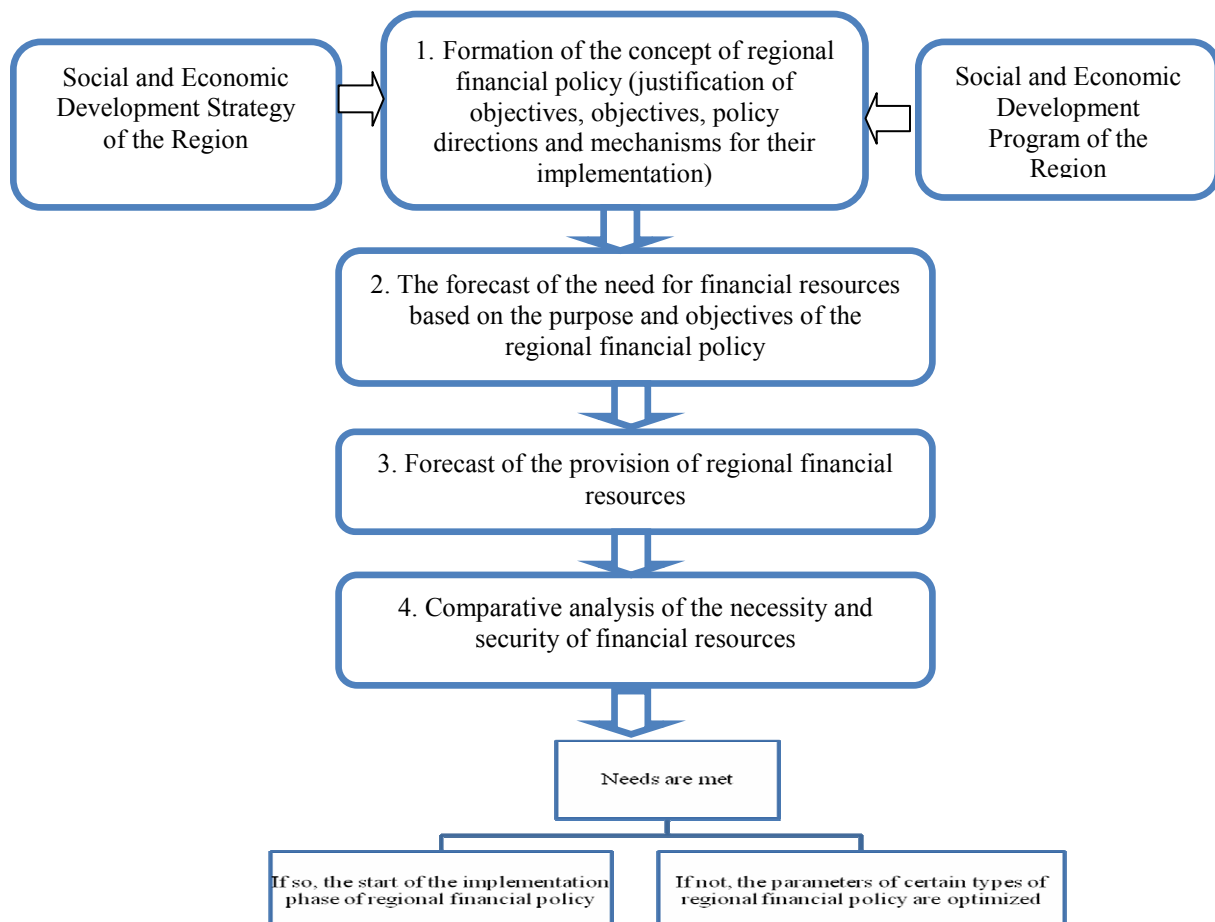 Social and Economic
Development Strategy
of the Region
1. Formation of the concept of regional
financial policy (justification of
objectives, objectives, policy
directions and mechanisms for their
implementation)
Social and Economic
Development
Program of the
Region
2. The forecast of the need for financial resources
based on the purpose and objectives of the
regional financial policy
3. Forecast of the provision of regional financial
resources
4. Comparative analysis of the necessity and
security of financial resources
Needs are met
If so, the start of the implementation
phase of regional financial policy
If not, the parameters of certain types of
regional financial policy are optimized